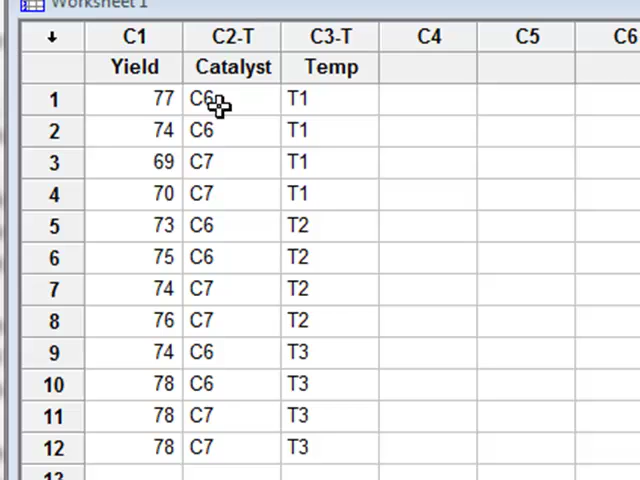 Worksheet 1
↓ C1 C2-T C3-T C4 C5 C6
Yield Catalyst Temp
1 77 C6 T1
2 74 C6 T1
3 69 C7 T1
4 70 C7 T1
5 73 C6 T2
6 75 C6 T2
7 74 C7 T2
8 76 C7 T2
9 74 C6 T3
10 78 C6 T3
11 78 C7 T3
12 78 C7 T3
13